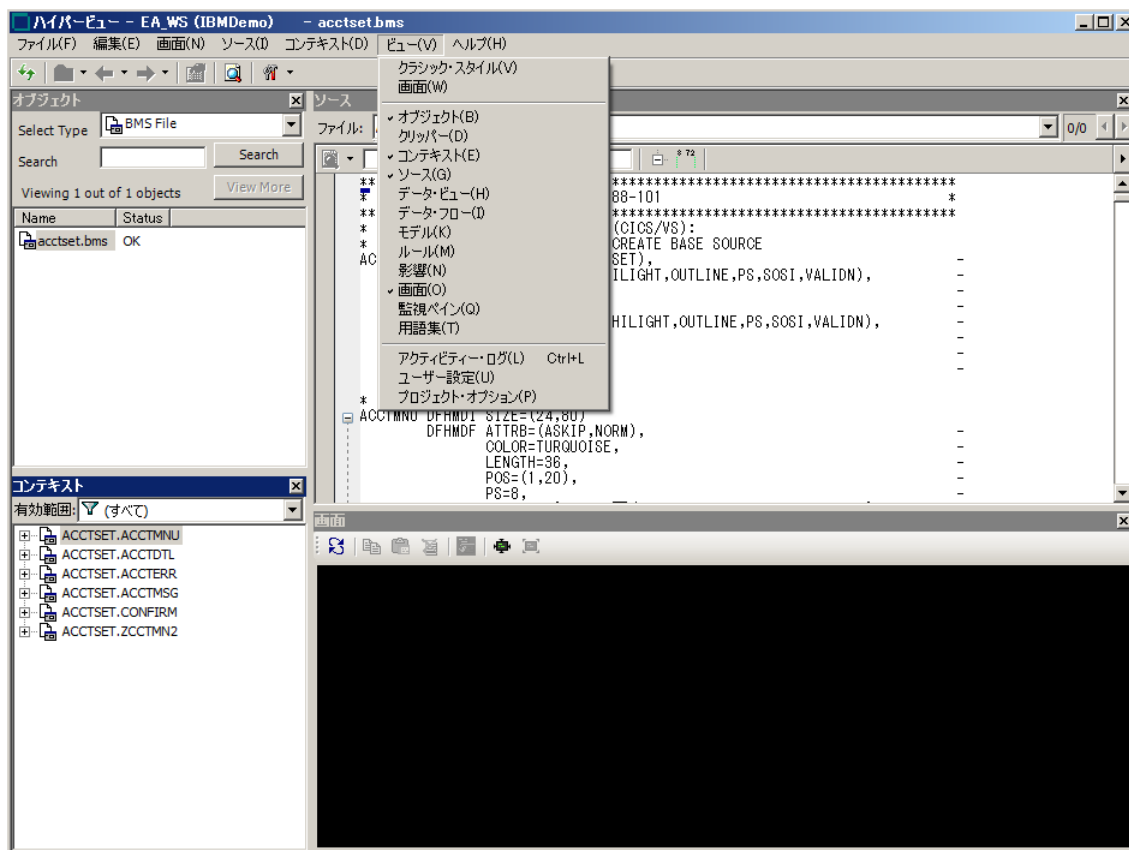 ハイパービュー - EA_WS (IBMDemo) - acctset.bms
ファイル(F) 編集(E) 画面(N) ソース(I) コンテキスト(D) ビュー(V) ヘルプ(H)
クラシック・スタイル(V)
画面(W)
オブジェクト(B)
クリッパー(D)
コンテキスト(E)
ソース(G)
データ・ビュー(H)
データ・フロー(I)
モデル(K)
ルール(M)
影響(N)
画面(O)
監視ペイン(Q)
用語集(T)
アクティビティー・ログ(L) Ctrl+L
ユーザー設定(U)
プロジェクト・オプション(P)
オブジェクト
Select Type BMS File
Search Search
Viewing 1 out of 1 objects View More
Name Status
acctset.bms OK
コンテキスト
有効範囲: (すべて)
ACCTSET.ACCTMNU
ACCTSET.ACCTDTL
ACCTSET.ACCTERR
ACCTSET.ACCTMSG
ACCTSET.CONFIRM
ACCTSET.ZCCTMN2
ソース
ファイル: 0/0
8 72
** *****************************************
* 88-101 *
** *****************************************
* (CICS/VS):
* CREATE BASE SOURCE
AC SET), -
ILIGHT,OUTLINE,PS,SOSI,VALIDN), -
-
HILIGHT,OUTLINE,PS,SOSI,VALIDN), -
-
-
-
*
ACCTMNU DFHMDI SIZE=(24,80)
DFHMDF ATTRB=(ASKIP,NORM), -
COLOR=TURQUOISE, -
LENGTH=36, -
POS=(1,20), -
PS=8, -
画面